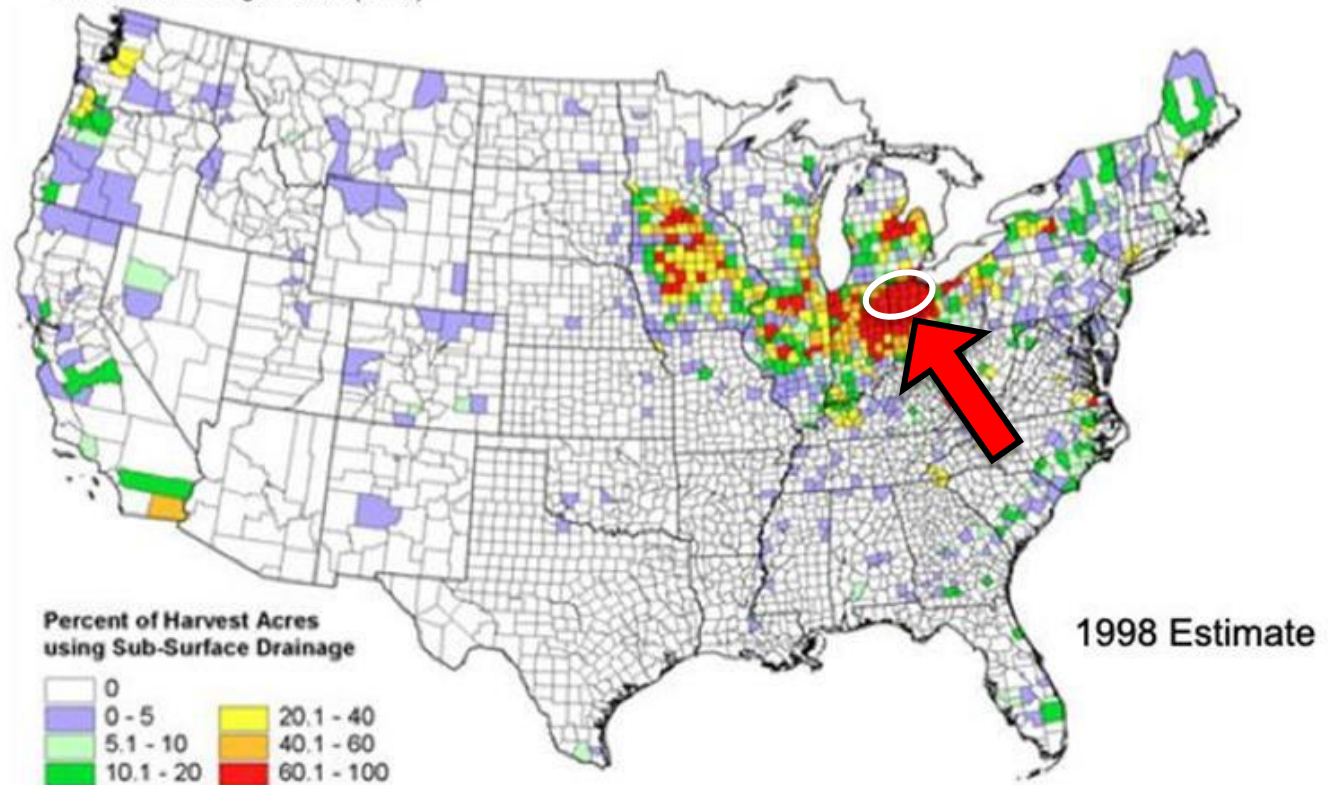 1998 Estimate
Percent of Harvest Acres
using Sub-Surface Drainage
0
0 - 5
5.1 - 10
10.1 - 20
20.1 - 40
40.1 - 60
60.1 - 100